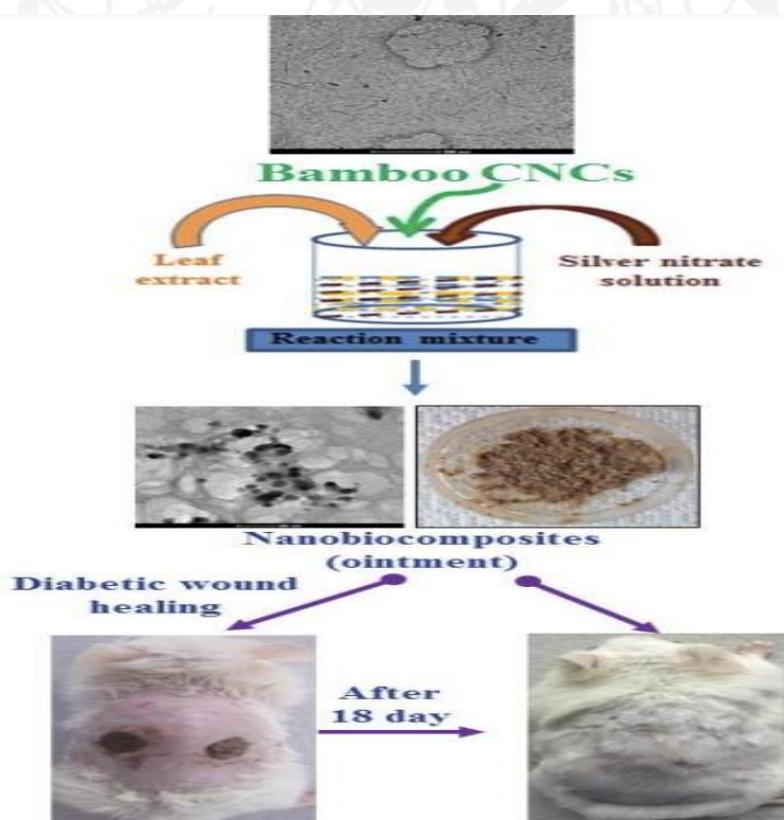 Bamboo CNCs
Leaf
extract
Silver nitrate
solution
Reaction mixture
Nanobiocomposites
(ointment)
Diabetic wound
healing
After
18 day